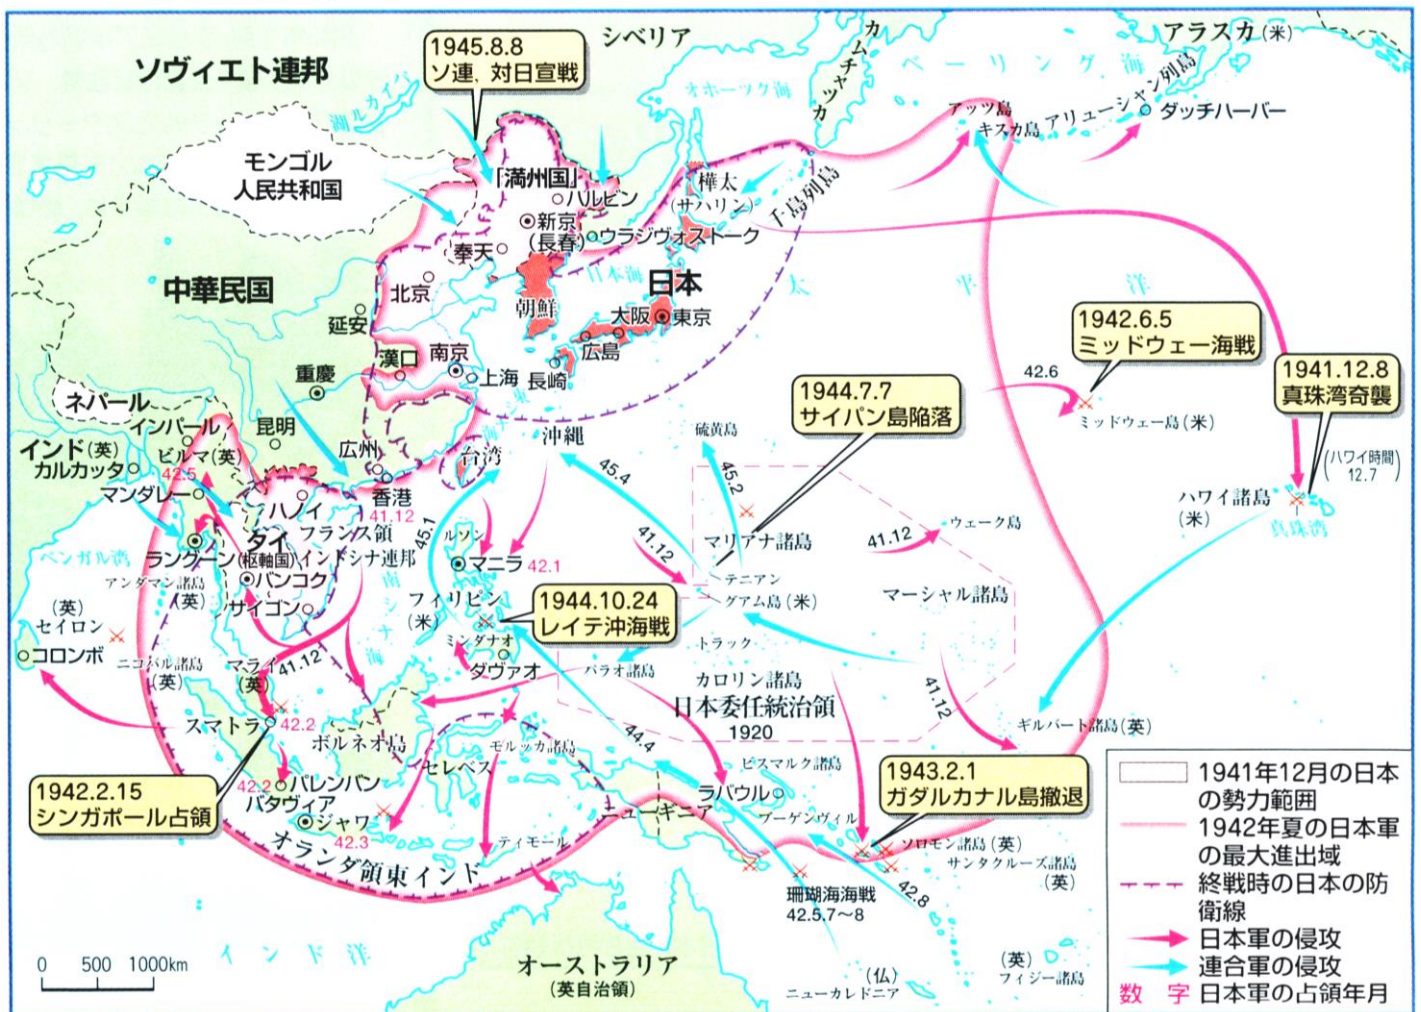 シベリア
アラスカ(米)
カムチャツカ
ベーリング海
1945.8.8
ソ連、対日宣戦
ソヴィエト連邦
オホーツク海
アリューシャン列島
アッツ島
キスカ島
ダッチハーバー
湖ルカイバ
モンゴル
人民共和国
「満州国」
ハルビン
樺太
(サハリン)
千島列島
新京
(長春)
ウラジヴォストーク
奉天
日本海
日本
太平洋
中華民国
北京
朝鮮
大阪
東京
延安
広島
1942.6.5
ミッドウェー海戦
漢口
南京
上海
長崎
重慶
42.6
1941.12.8
真珠湾奇襲
1944.7.7
サイパン島陥落
ネパール
ミッドウェー島(米)
インパール
昆明
硫黄島
インド(英)
ビルマ(英)
広州
台湾
沖縄
(ハワイ時間)
12.7
カルカッタ
42.5
45.4
45.2
マンダレー
ハノイ
香港
41.12
ハワイ諸島
(米)
真珠湾
ウェーク島
45.1
ルソン
マリアナ諸島
41.12
41.12
ベンガル湾
ラングーン
タイ
(枢軸国)
フランス領
インドシナ連邦
マニラ
42.1
バンコク
テニアン
アンダマン諸島
(英)
南シナ海
フィリピン
(米)
1944.10.24
レイテ沖海戦
グアム島(米)
マーシャル諸島
サイゴン
(英)
セイロン
ミンダナオ
トラック
コロンボ
ニコバル諸島
(英)
マライ
(英)
41.12
ダヴァオ
パラオ諸島
カロリン諸島
41.12
日本委任統治領
1920
スマトラ
42.2
ギルバート諸島(英)
ボルネオ島
モルッカ諸島
44.4
セレベス
ビスマルク諸島
1942.2.15
シンガポール占領
42.2
パレンバン
バタヴィア
ラバウル
1943.2.1
ガダルカナル島撤退
ジャワ
42.3
ニューギニア
ブーゲンヴィル
オランダ領東インド
ティモール
ソロモン諸島(英)
サンタクルーズ諸島
(英)
珊瑚海海戦
42.5.7〜8
42.8
インド洋
0 500 1000km
オーストラリア
(英自治領)
(仏)
ニューカレドニア
(英)
フィジー諸島
1941年12月の日本
の勢力範囲
1942年夏の日本軍
の最大進出域
終戦時の日本の防
衛線
日本軍の侵攻
連合軍の侵攻
数字 日本軍の占領年月